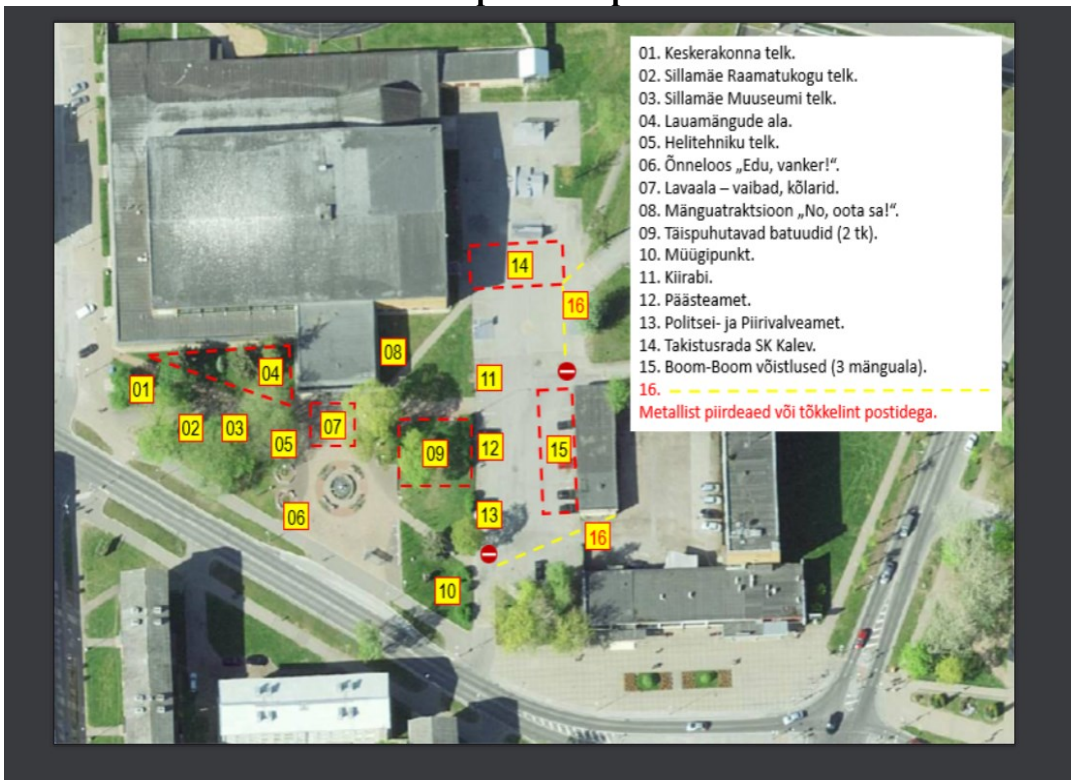 01. Keskerakonna telk.
02. Sillamäe Raamatukogu telk.
03. Sillamäe Muuseumi telk.
04. Lauamängude ala.
05. Helitehniku telk.
06. Õnneloos „Edu, vanker!“.
07. Lavaala – vaibad, kõlarid.
08. Mänguatraktsioon „No, oota sa!“.
09. Täispuhutavad batuudid (2 tk).
10. Müügipunkt.
11. Kiirabi.
12. Päästeamet.
13. Politsei- ja Piirivalveamet.
14. Takistusrada SK Kalev.
15. Boom-Boom võistlused (3 mänguala).
16.
Metallist piirdeaed või tõkkelint postidega.
14
16
08
04
01
11
07
02
03
05
09
12
15
06
13
16
10